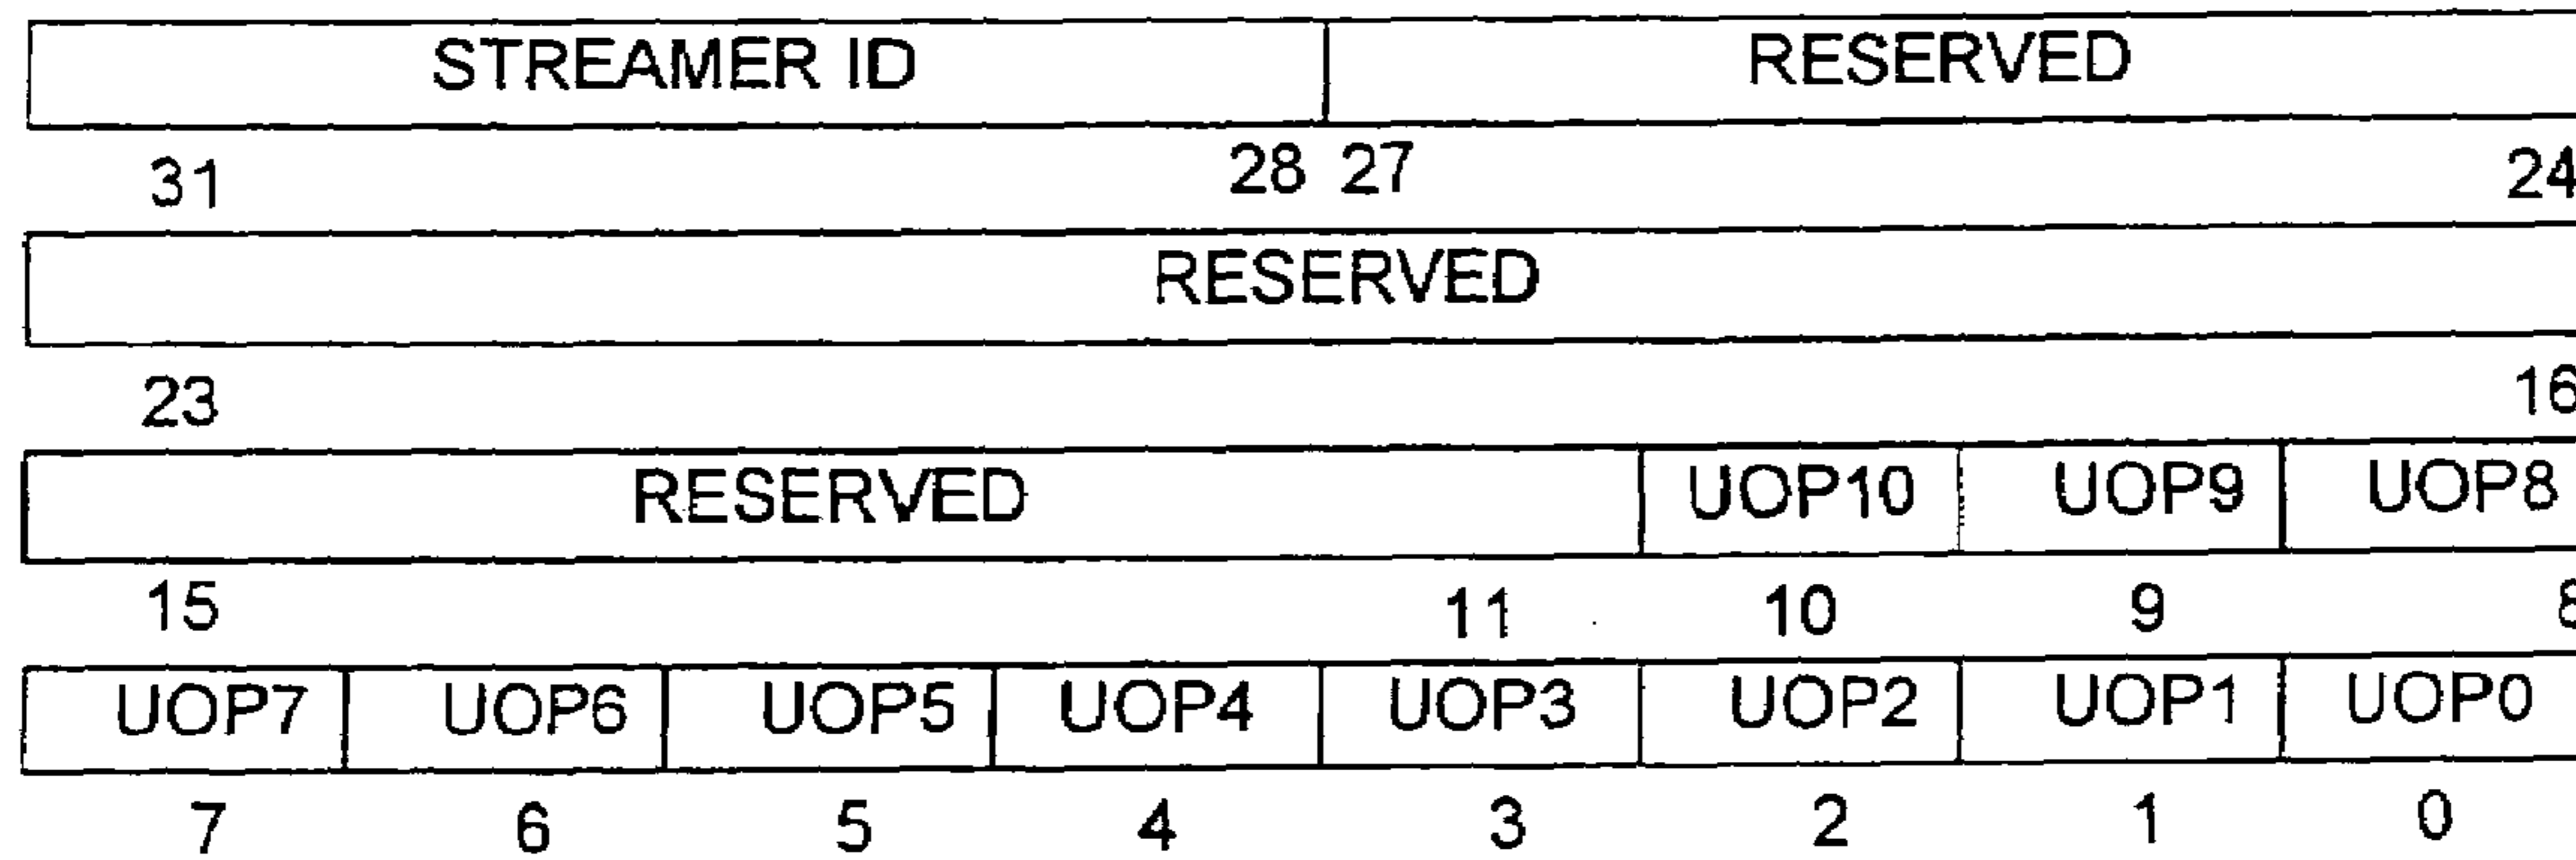 STREAMER ID RESERVED
31 28 27 24
RESERVED
23 16
RESERVED UOP10 UOP9 UOP8
15 11 10 9 8
UOP7 UOP6 UOP5 UOP4 UOP3 UOP2 UOP1 UOP0
7 6 5 4 3 2 1 0